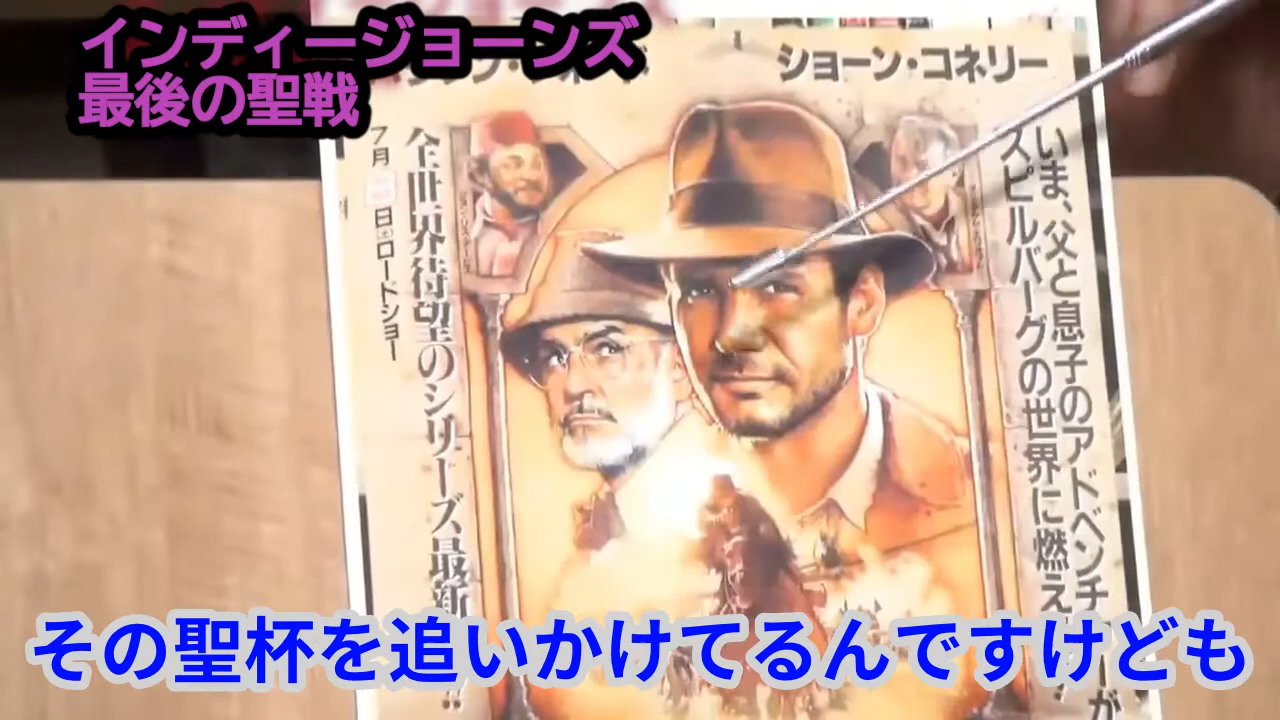 インディージョーンズ
最後の聖戦
ショーン・コネリー
いま、父と息子のアドベンチャーが
スピルバーグの世界に燃え
全世界待望のシリーズ最新
!!
7月
日 ロードショー
その聖杯を追いかけてるんですけども